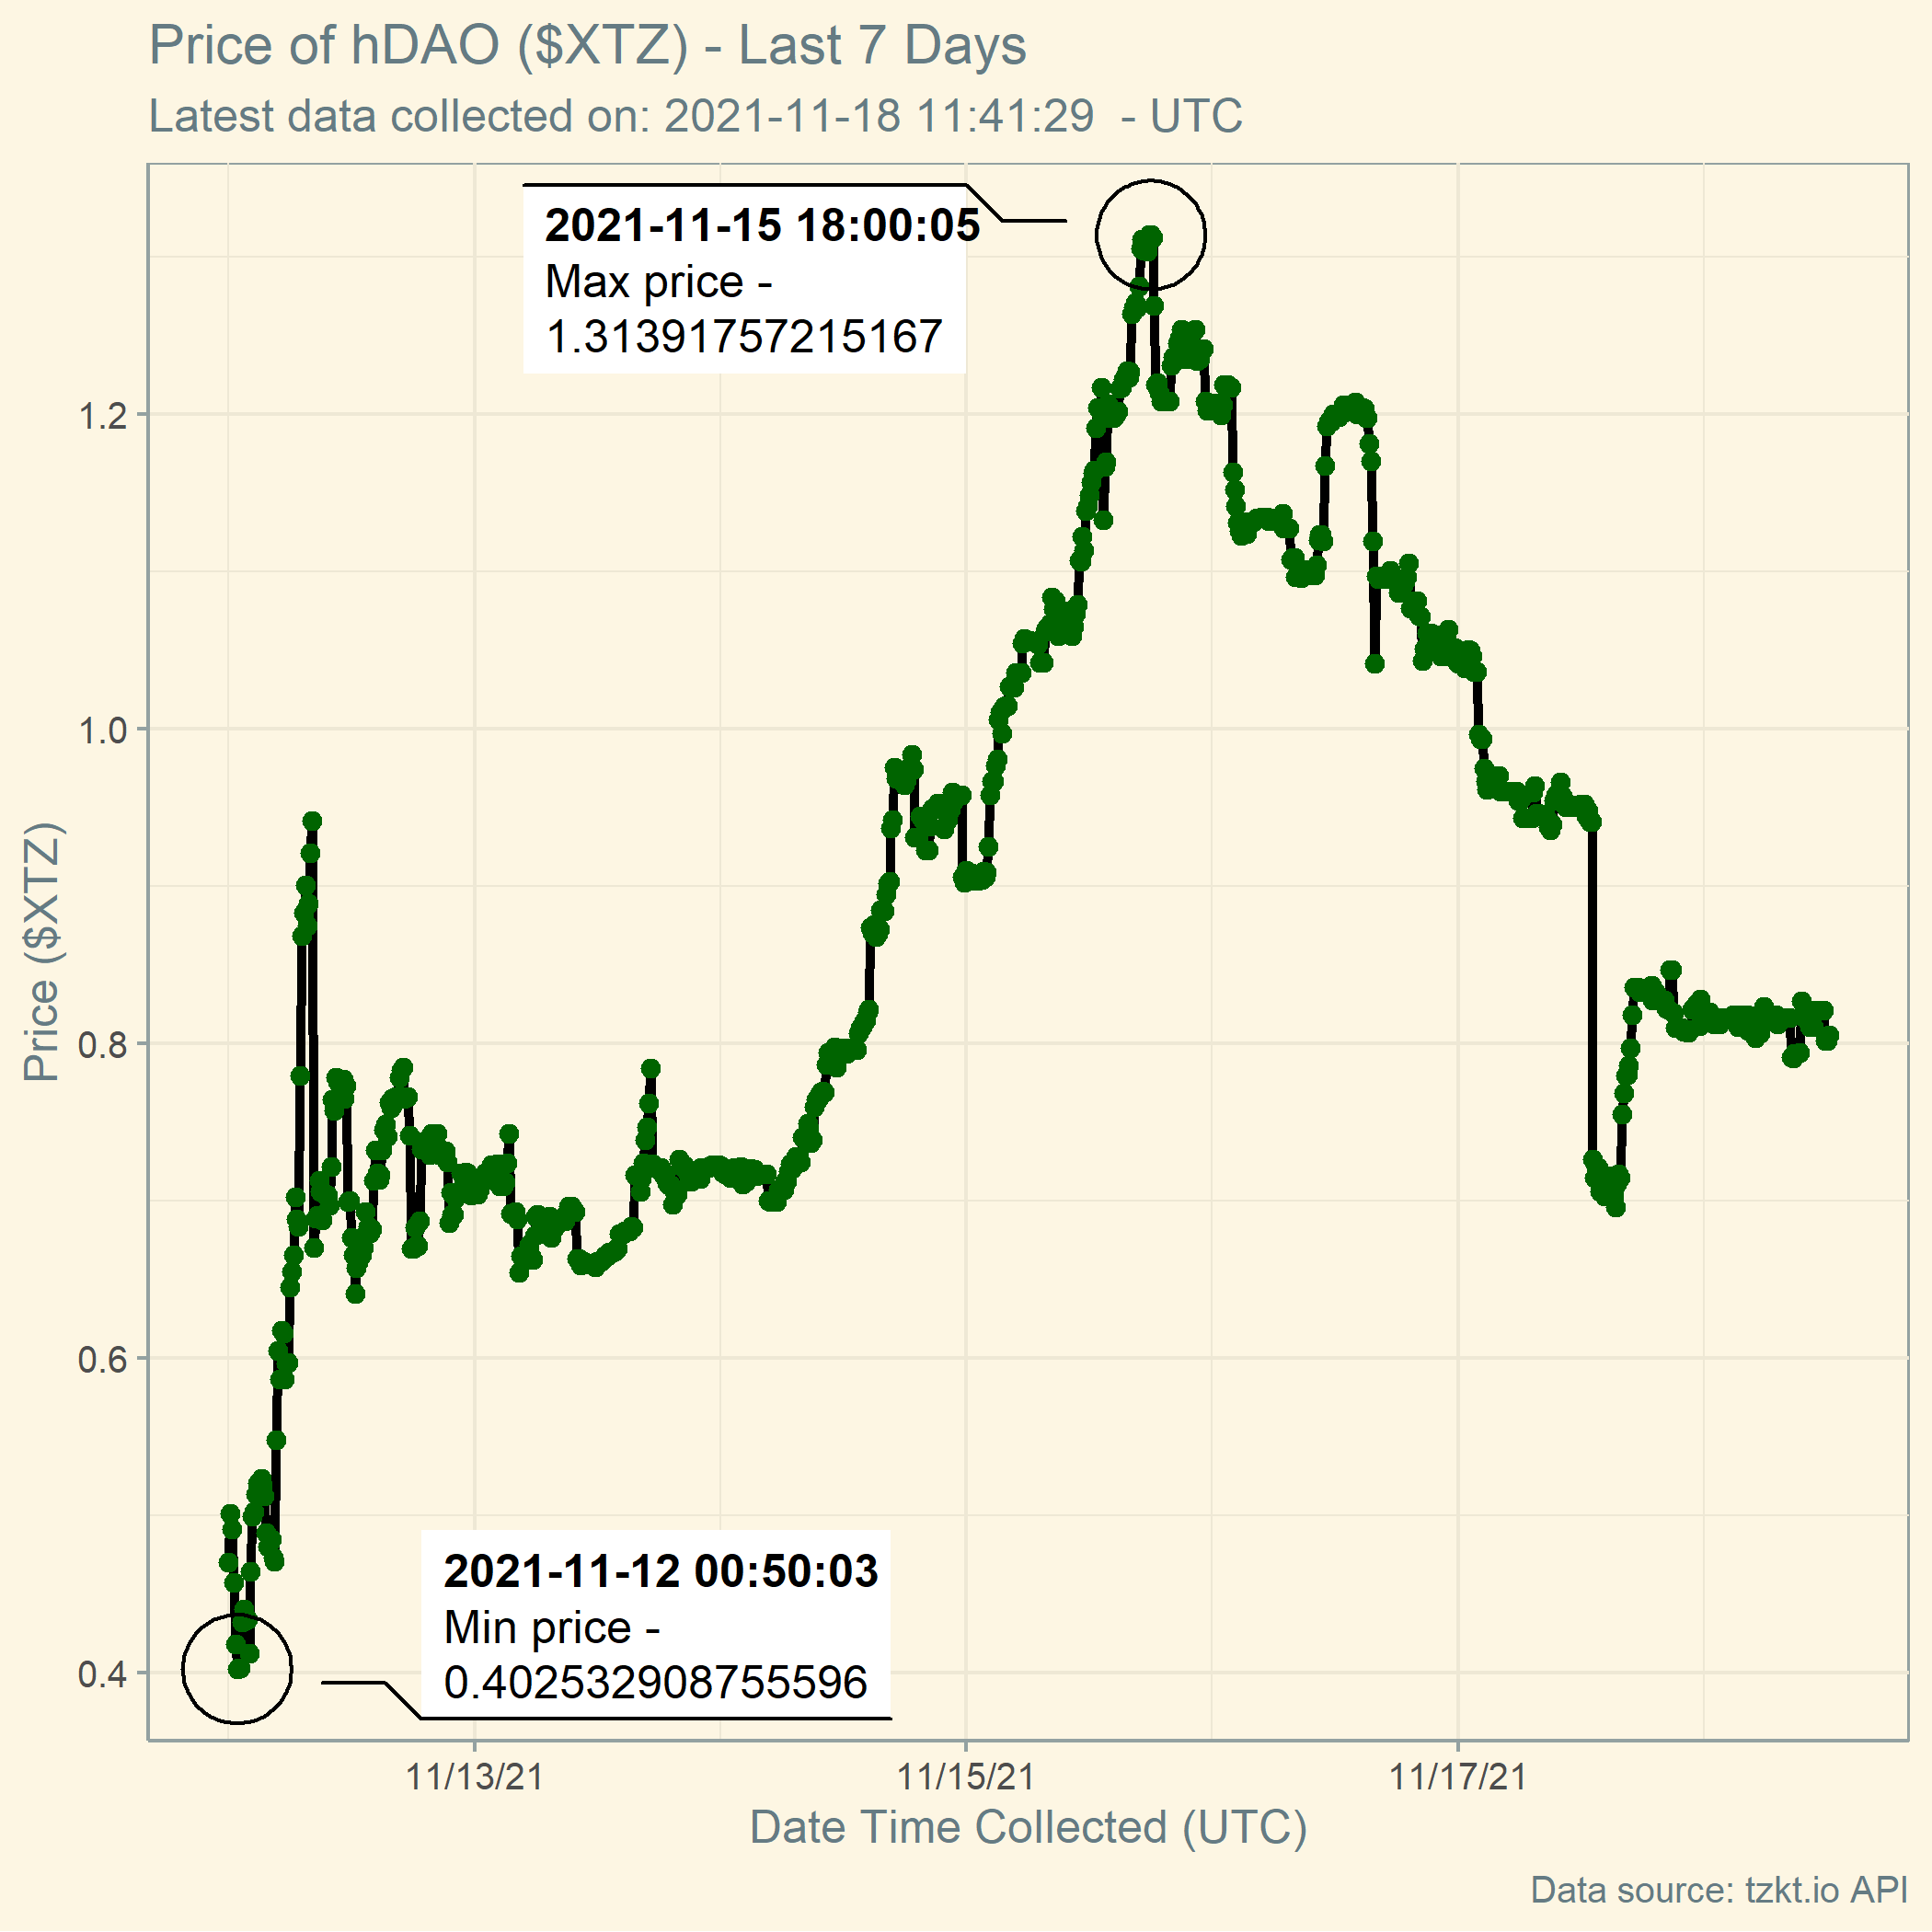 Price of hDAO ($XTZ) - Last 7 Days
Latest data collected on: 2021-11-18 11:41:29  - UTC
2021-11-15 18:00:05
Max price -
1.31391757215167
1.2
1.0
0.8
0.6
0.4
Price ($XTZ)
2021-11-12 00:50:03
Min price -
0.402532908755596
11/13/21
11/15/21
11/17/21
Date Time Collected (UTC)
Data source: tzkt.io API